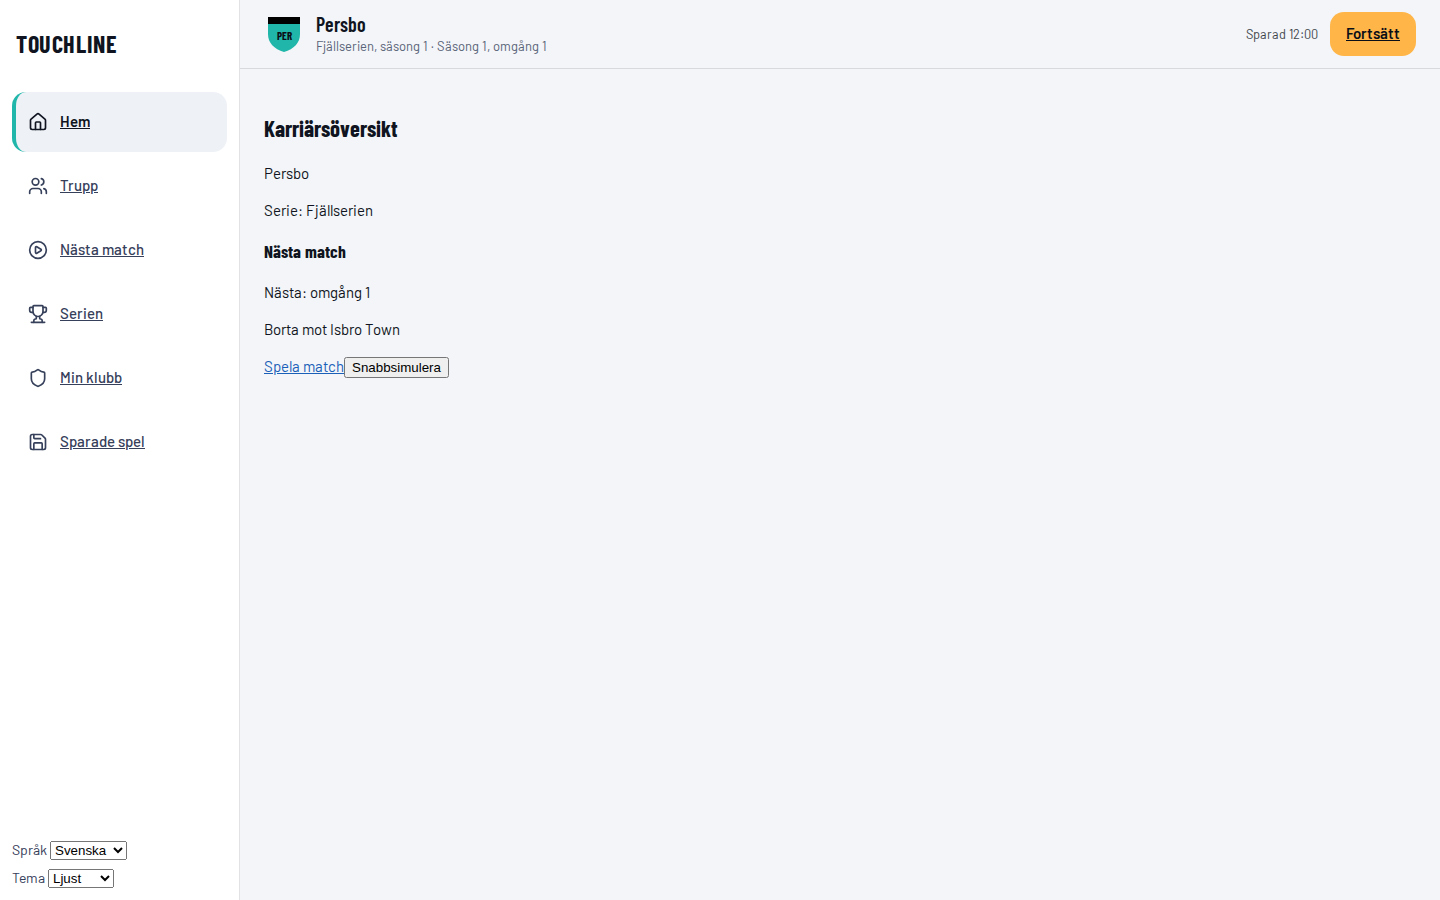 TOUCHLINE
Hem
Trupp
Nästa match
Serien
Min klubb
Sparade spel
Språk Svenska
Tema Ljust
PER
Persbo
Fjällserien, säsong 1 · Säsong 1, omgång 1
Sparad 12:00
Fortsätt
Karriärsöversikt
Persbo
Serie: Fjällserien
Nästa match
Nästa: omgång 1
Borta mot Isbro Town
Spela match Snabbsimulera